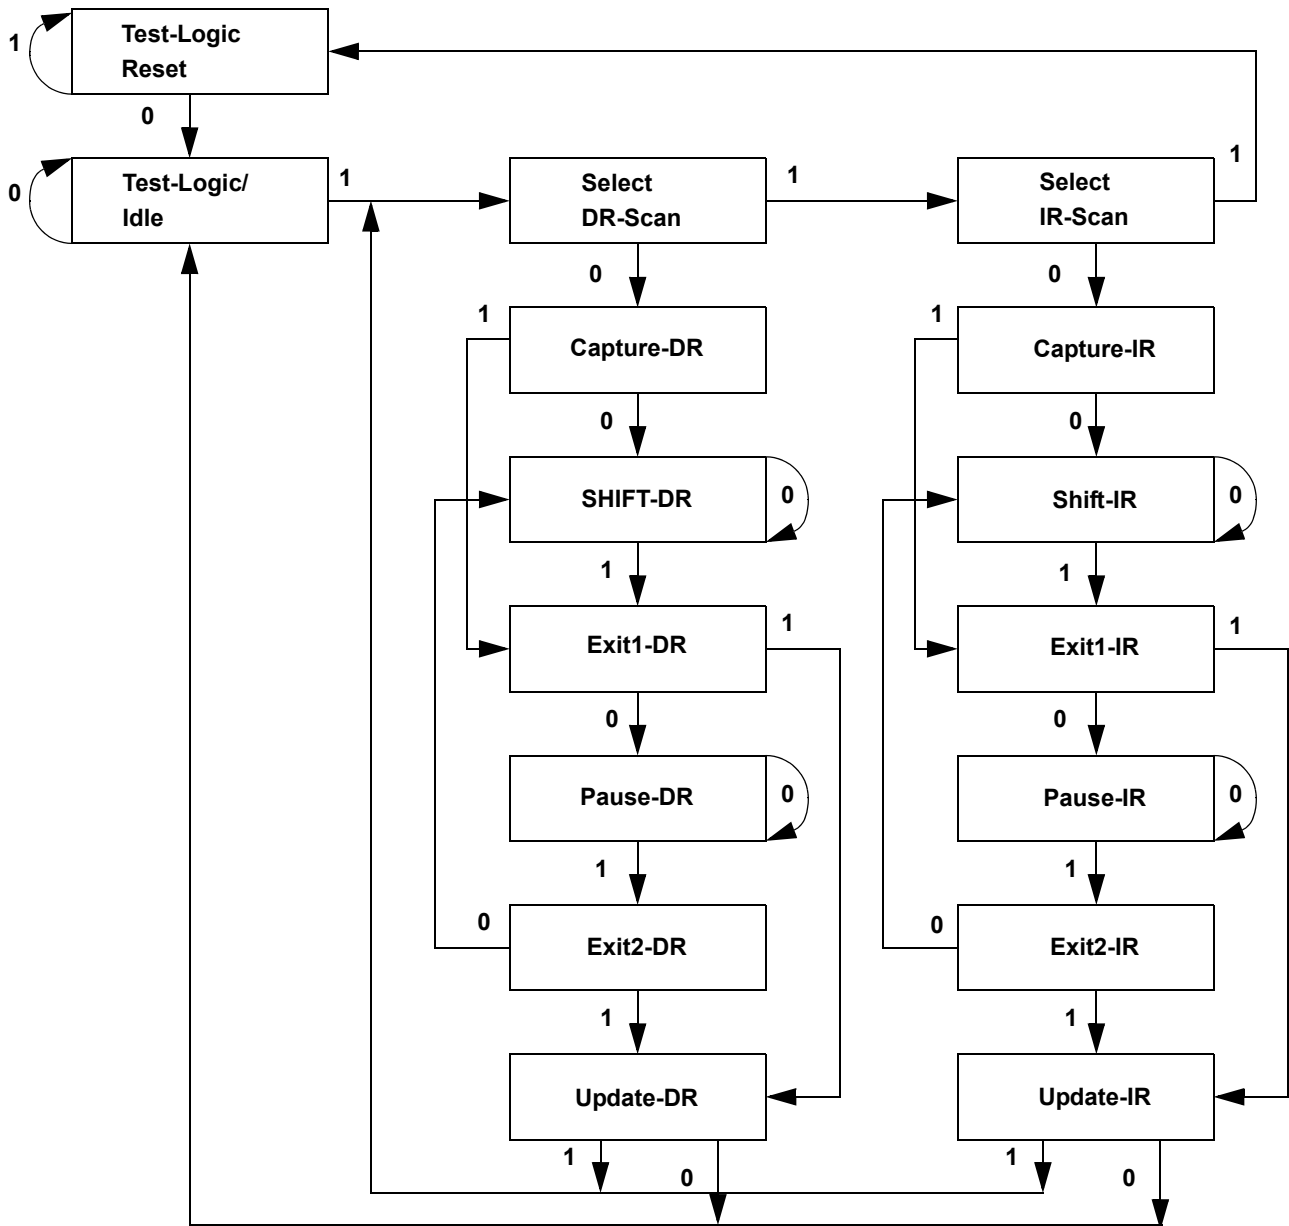 Test-Logic
Reset
1
0
Test-Logic/
Idle
0
1
Select
DR-Scan
1
Select
IR-Scan
1
0
0
1
Capture-DR
1
Capture-IR
0
0
SHIFT-DR
0
Shift-IR
0
1
1
Exit1-DR
1
Exit1-IR
1
0
0
Pause-DR
0
Pause-IR
0
1
1
0
Exit2-DR
0
Exit2-IR
1
1
Update-DR
Update-IR
1
0
1
0